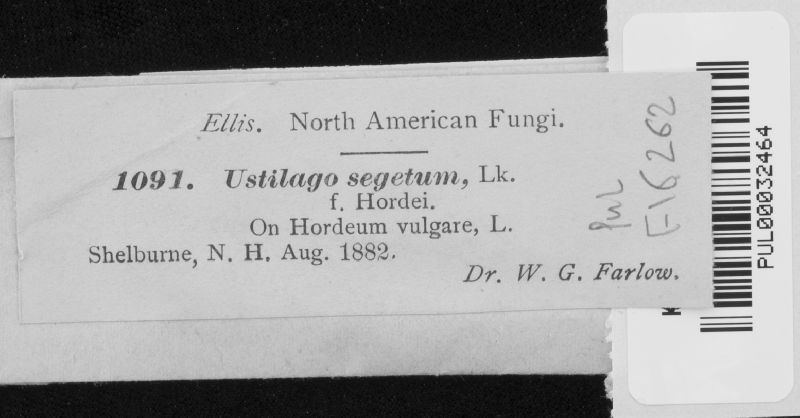 Ellis. North American Fungi.
1091. Ustilago segetum, Lk.
f. Hordei.
On Hordeum vulgare, L.
Shelburne, N. H. Aug. 1882.
Dr. W. G. Farlow.
PUL
F16262
PUL00032464